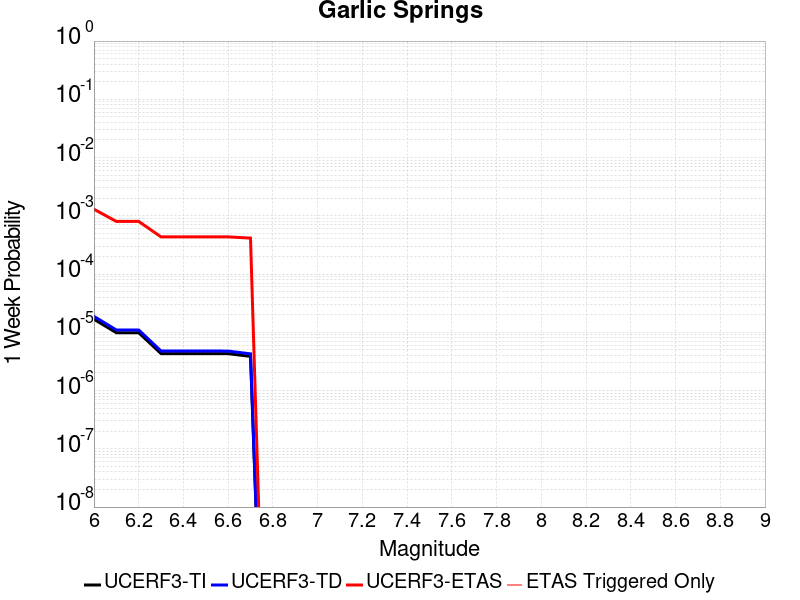 Garlic Springs
1 Week Probability
10^0
10^-1
10^-2
10^-3
10^-4
10^-5
10^-6
10^-7
10^-8
6 6.2 6.4 6.6 6.8 7 7.2 7.4 7.6 7.8 8 8.2 8.4 8.6 8.8 9
Magnitude
UCERF3-TI UCERF3-TD UCERF3-ETAS ETAS Triggered Only